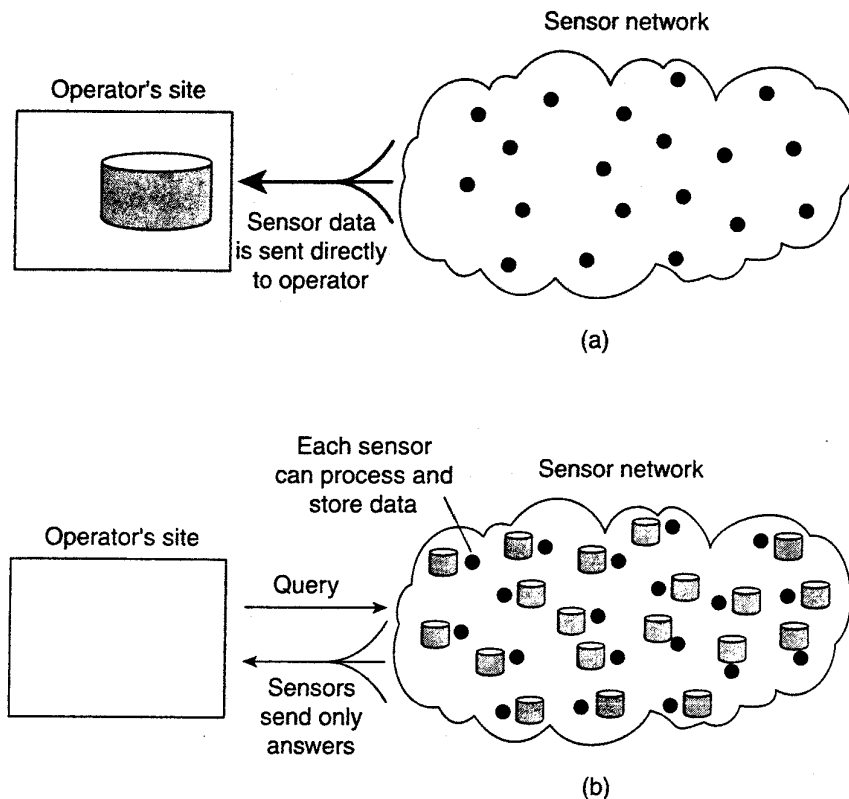 Sensor network
Operator's site
Sensor data
is sent directly
to operator
(a)
Each sensor
can process and
store data
Sensor network
Operator's site
Query
Sensors
send only
answers
(b)